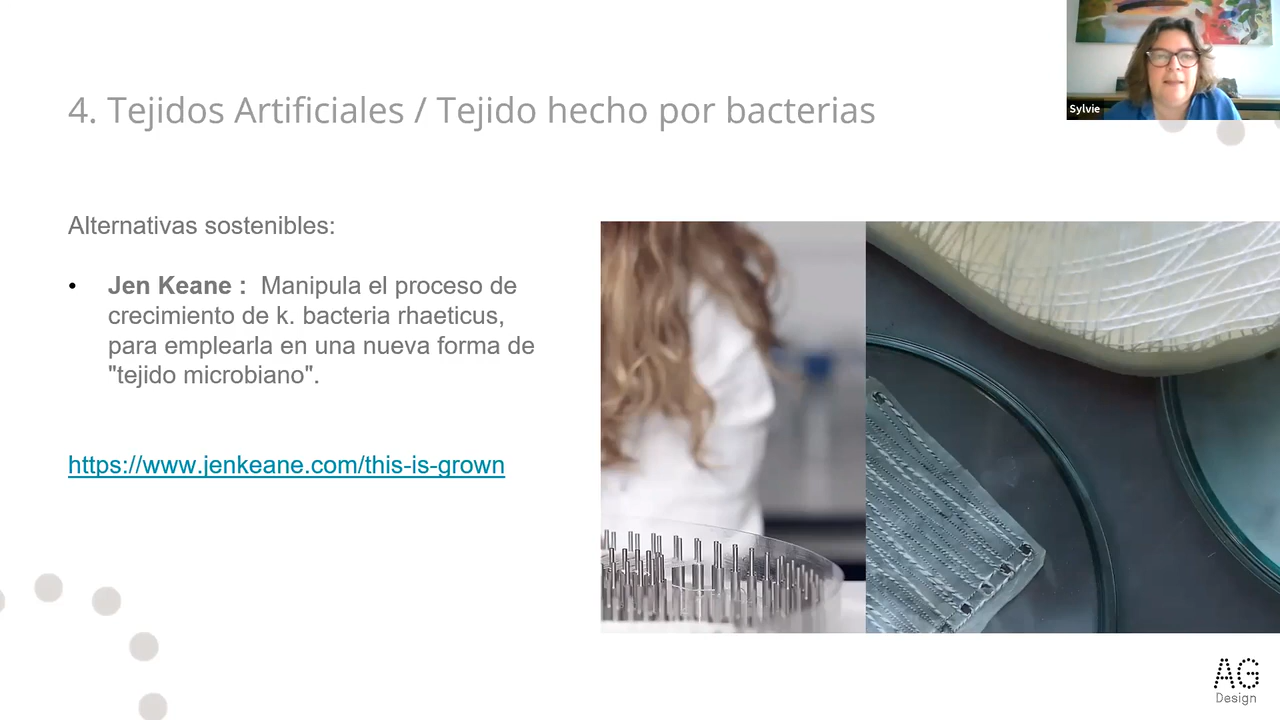 Sylvie
4. Tejidos Artificiales / Tejido hecho por bacterias
Alternativas sostenibles:
• Jen Keane : Manipula el proceso de
crecimiento de k. bacteria rhaeticus,
para emplearla en una nueva forma de
"tejido microbiano".
https://www.jenkeane.com/this-is-grown
AG
Design